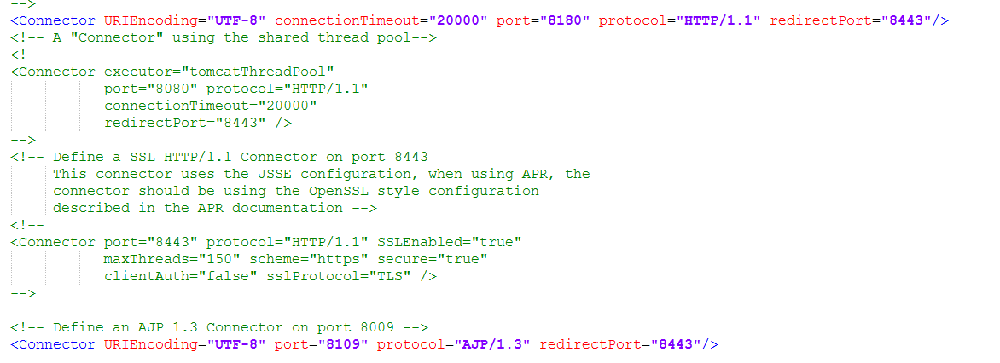 -->
<Connector URIEncoding="UTF-8" connectionTimeout="20000" port="8180" protocol="HTTP/1.1" redirectPort="8443"/>
<!-- A "Connector" using the shared thread pool-->
<!--
<Connector executor="tomcatThreadPool"
port="8080" protocol="HTTP/1.1"
connectionTimeout="20000"
redirectPort="8443" />
-->
<!-- Define a SSL HTTP/1.1 Connector on port 8443
This connector uses the JSSE configuration, when using APR, the
connector should be using the OpenSSL style configuration
described in the APR documentation -->
<!--
<Connector port="8443" protocol="HTTP/1.1" SSLEnabled="true"
maxThreads="150" scheme="https" secure="true"
clientAuth="false" sslProtocol="TLS" />
-->
<!-- Define an AJP 1.3 Connector on port 8009 -->
<Connector URIEncoding="UTF-8" port="8109" protocol="AJP/1.3" redirectPort="8443"/>